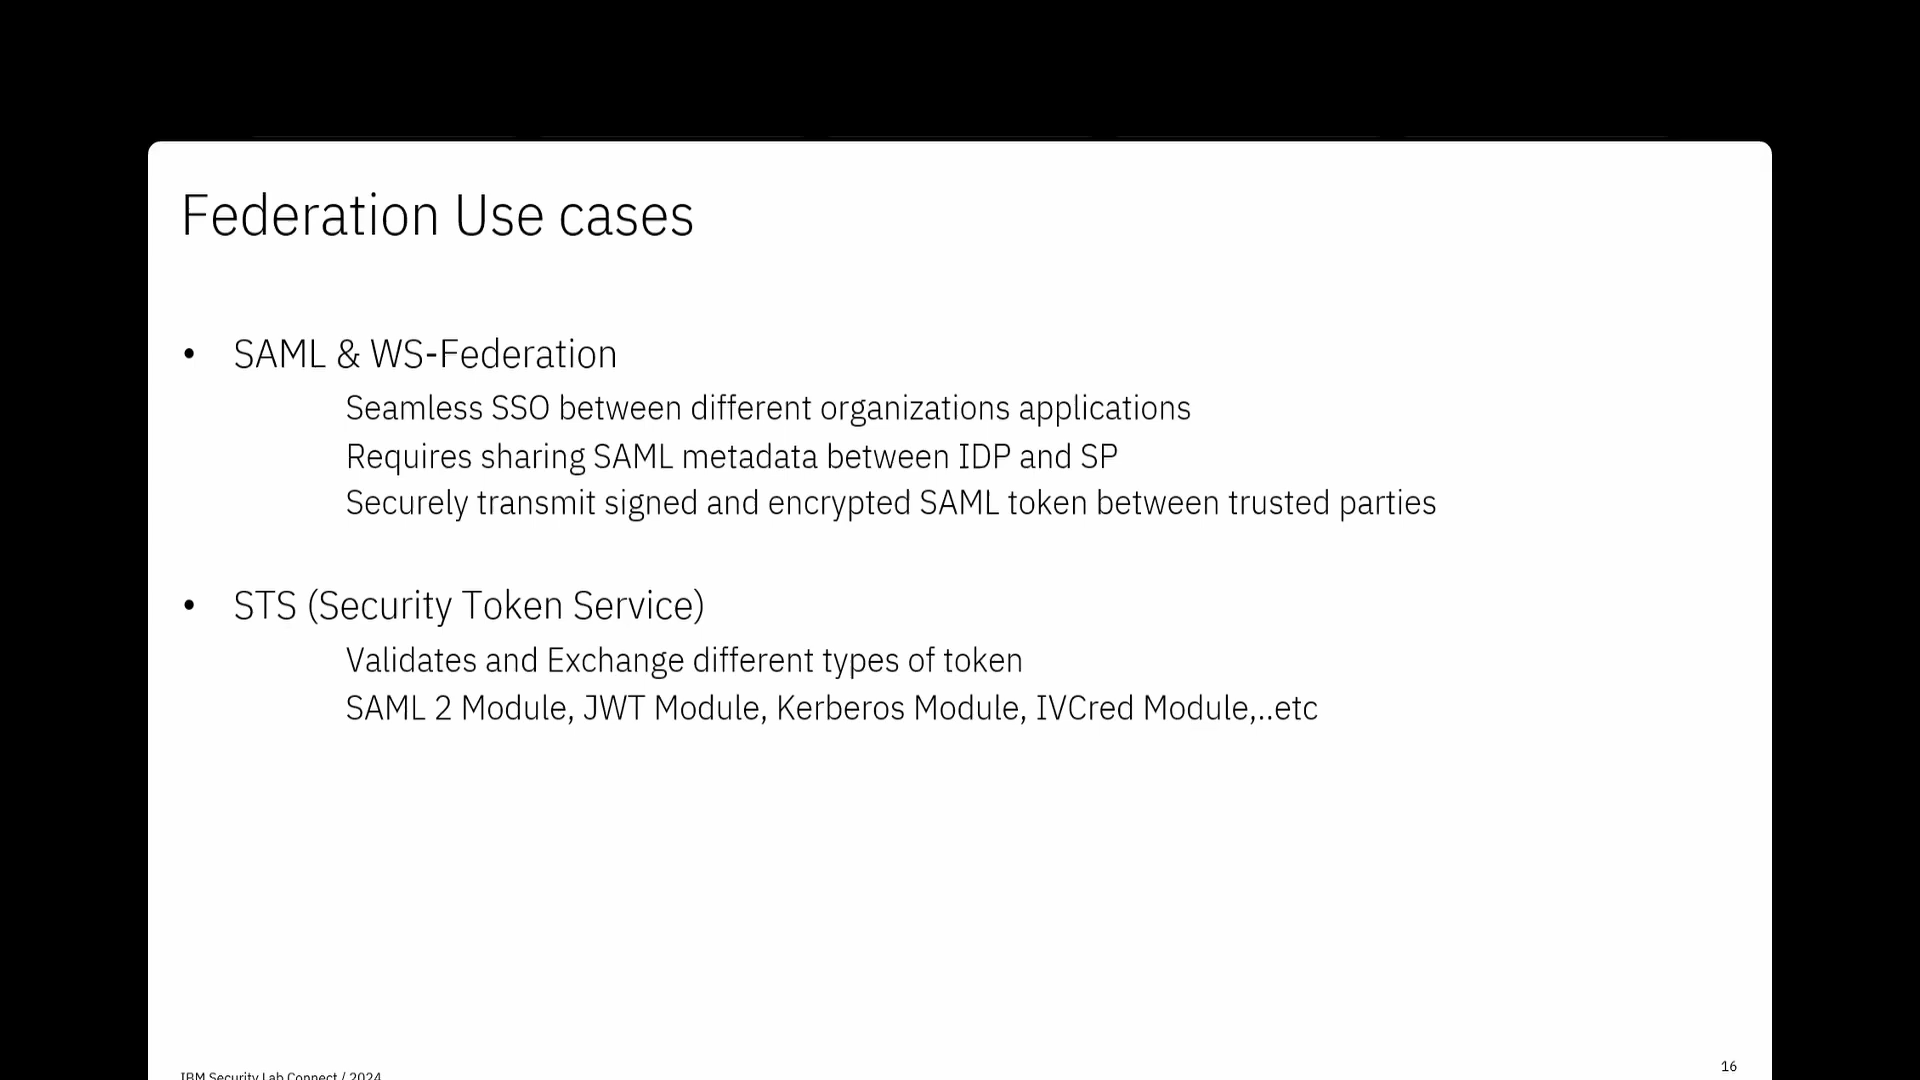 Federation Use cases
• SAML & WS-Federation
Seamless SSO between different organizations applications
Requires sharing SAML metadata between IDP and SP
Securely transmit signed and encrypted SAML token between trusted parties
• STS (Security Token Service)
Validates and Exchange different types of token
SAML 2 Module, JWT Module, Kerberos Module, IVCred Module,..etc
16
IBM Security Lab Connect / 2024